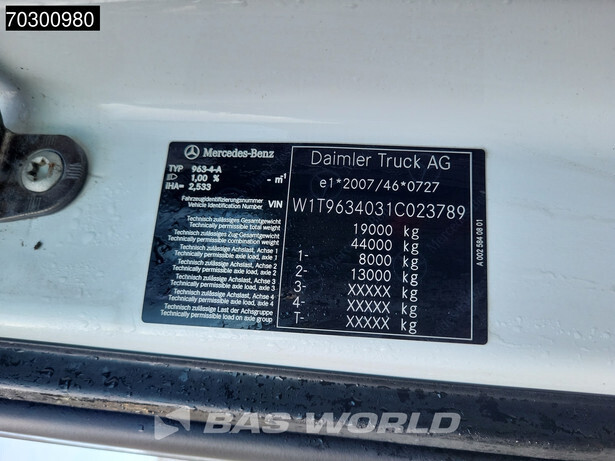 70300980
Mercedes-Benz
TYP 963-4-A
1,00 % - m-1
iHA= 2,533
Fahrzeugidentifizierungsnummer
Vehicle Identification Number VIN
Technisch zulässiges Gesamtgewicht
Technically permissible total weight
Technisch zulässiges Zug-Gesamtgewicht
Technically permissible combination weight
Technisch zulässige Achslast, Achse 1
Technically permissible axle load, axle 1
Technisch zulässige Achslast, Achse 2
Technically permissible axle load, axle 2
Technisch zulässige Achslast, Achse 3
Technically permissible axle load, axle 3
Technisch zulässige Achslast, Achse 4
Technically permissible axle load, axle 4
Technisch zulässige Last der Achsgruppe
Technically permissible load on axle group
Daimler Truck AG
e1*2007/46*0727
W1T9634031C023789
19000 kg
44000 kg
1- 8000 kg
2- 13000 kg
3- XXXXX kg
4- XXXXX kg
T- XXXXX kg
A 002 584 08 01
BAS WORLD